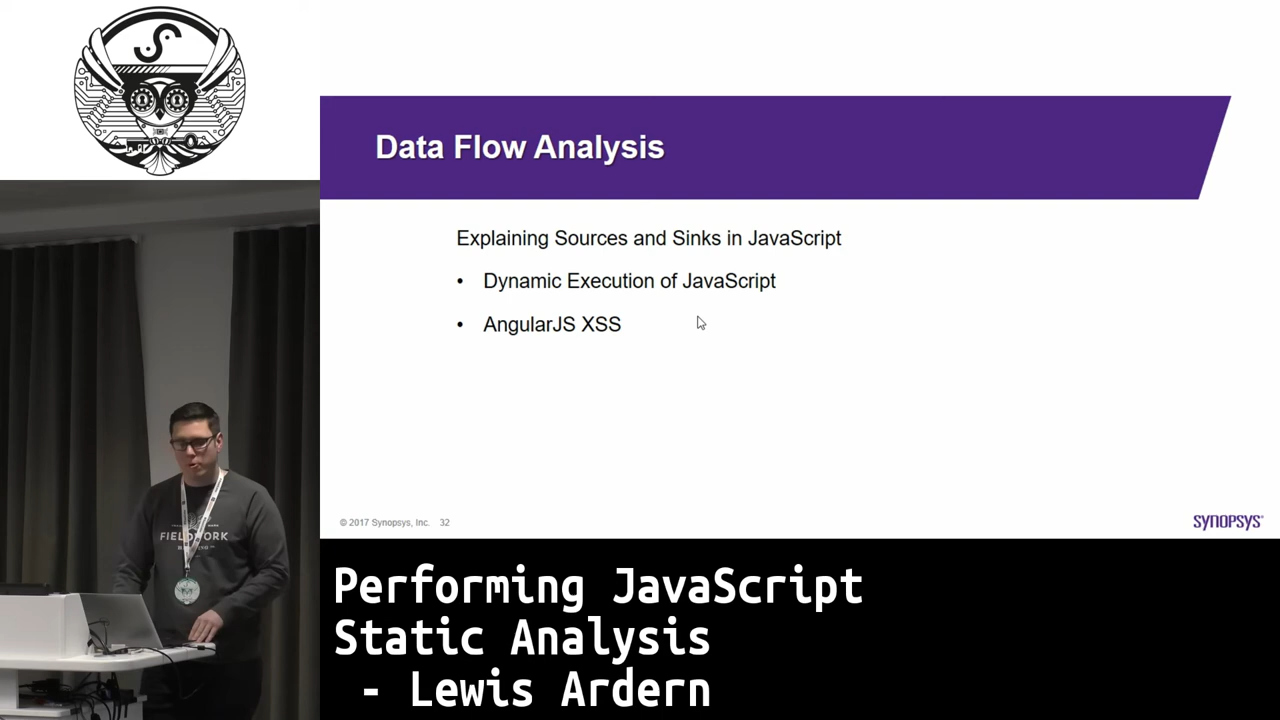 Data Flow Analysis
Explaining Sources and Sinks in JavaScript
• Dynamic Execution of JavaScript
• AngularJS XSS
© 2017 Synopsys, Inc. 32
SYNOPSYS®
FIELDWORK
Performing JavaScript
Static Analysis
- Lewis Ardern